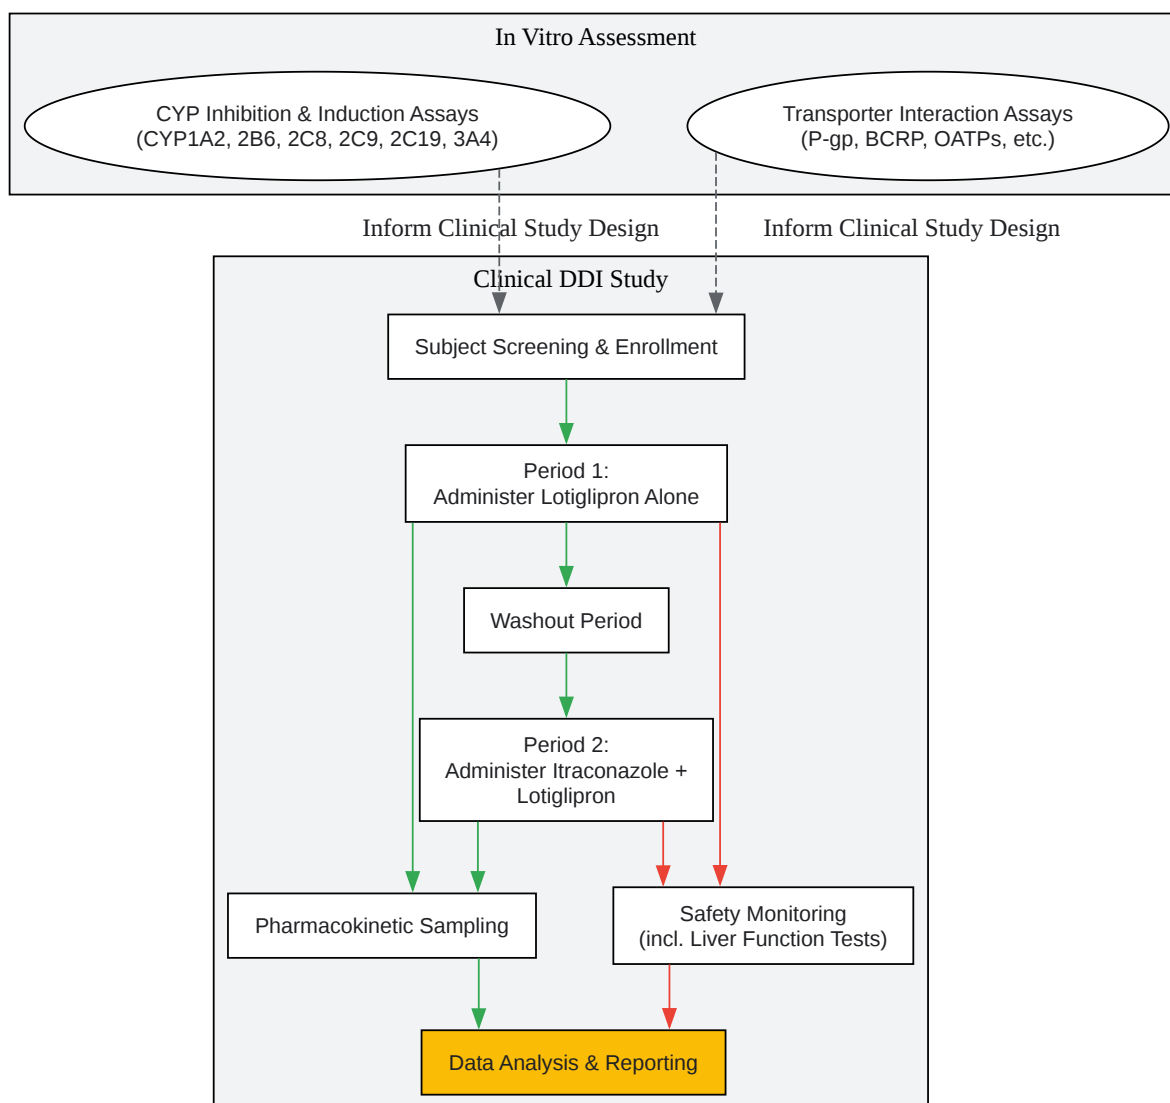 In Vitro Assessment
CYP Inhibition & Induction Assays
(CYP1A2, 2B6, 2C8, 2C9, 2C19, 3A4)
Transporter Interaction Assays
(P-gp, BCRP, OATPs, etc.)
Inform Clinical Study Design
Inform Clinical Study Design
Clinical DDI Study
Subject Screening & Enrollment
Period 1:
Administer Lotiglipron Alone
Washout Period
Period 2:
Administer Itraconazole +
Lotiglipron
Pharmacokinetic Sampling
Safety Monitoring
(incl. Liver Function Tests)
Data Analysis & Reporting